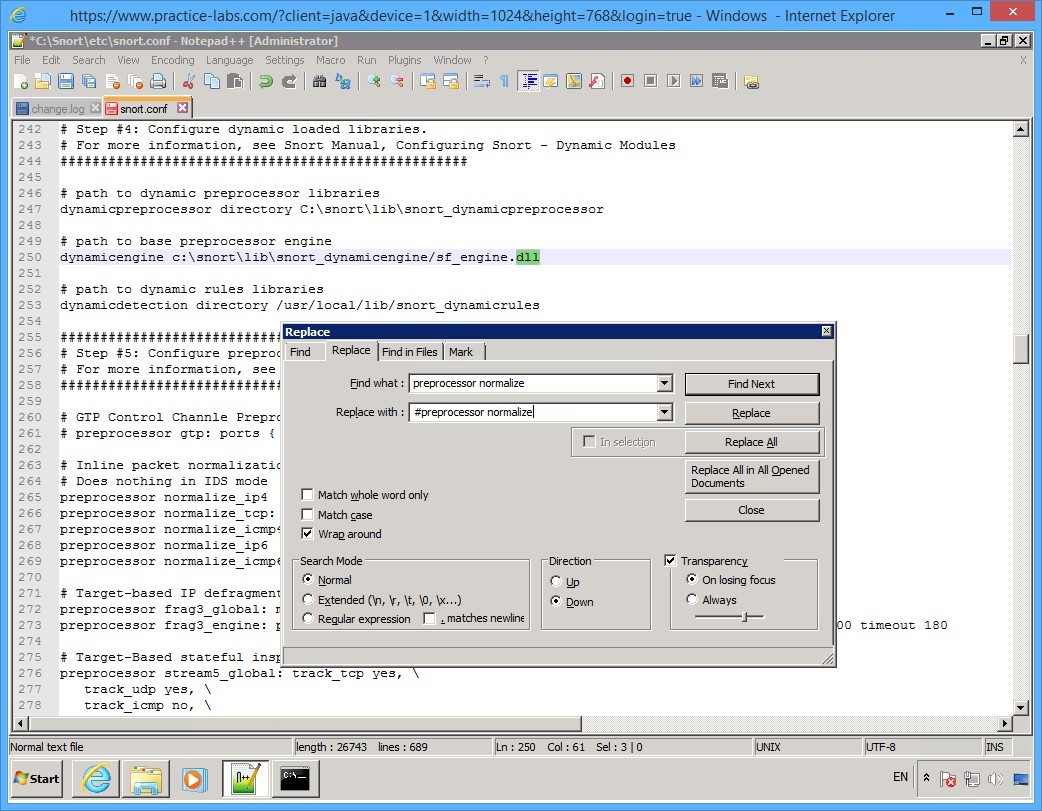 https://www.practice-labs.com/?client=java&device=1&width=1024&height=768&login=true - Windows - Internet Explorer
*C:\Snort\etc\snort.conf - Notepad++ [Administrator]
File Edit Search View Encoding Language Settings Macro Run Plugins Window ? X
change.log snort.conf
242 # Step #4: Configure dynamic loaded libraries.
243 # For more information, see Snort Manual, Configuring Snort - Dynamic Modules
244 ###################################################
245
246 # path to dynamic preprocessor libraries
247 dynamicpreprocessor directory C:\snort\lib\snort_dynamicpreprocessor
248
249 # path to base preprocessor engine
250 dynamicengine c:\snort\lib\snort_dynamicengine/sf_engine.dll
251
252 # path to dynamic rules libraries
253 dynamicdetection directory /usr/local/lib/snort_dynamicrules
254
255 ############################
256 # Step #5: Configure preproc
257 # For more information, see
258 ############################
259
260 # GTP Control Channle Prepro
261 # preprocessor gtp: ports {
262
263 # Inline packet normalizatio
264 # Does nothing in IDS mode
265 preprocessor normalize_ip4
266 preprocessor normalize_tcp:
267 preprocessor normalize_icmp4
268 preprocessor normalize_ip6
269 preprocessor normalize_icmp6
270
271 # Target-based IP defragment
272 preprocessor frag3_global: m
273 preprocessor frag3_engine: p 00 timeout 180
274
275 # Target-Based stateful insp
276 preprocessor stream5_global: track_tcp yes, \
277 track_udp yes, \
278 track_icmp no, \
Replace
Find Replace Find in Files Mark
Find what : preprocessor normalize Find Next
Replace with : #preprocessor normalize Replace
In selection Replace All
Replace All in All Opened Documents
Close
Match whole word only
Match case
Wrap around
Search Mode
Normal
Extended (\n, \r, \t, \0, \x...)
Regular expression . matches newline
Direction
Up
Down
Transparency
On losing focus
Always
Normal text file length : 26743 lines : 689 Ln : 250 Col : 61 Sel : 3 | 0 UNIX UTF-8 INS
Start EN